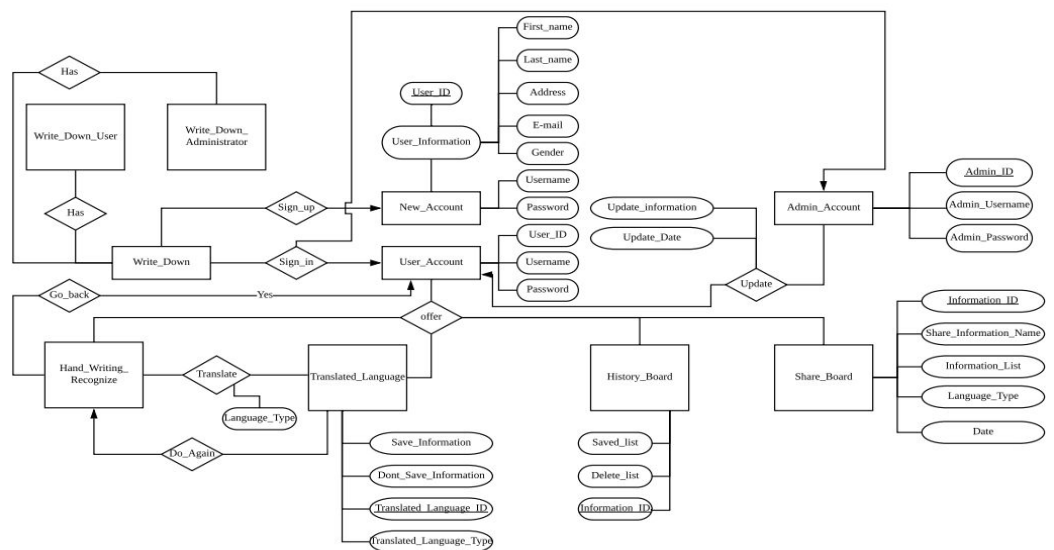 First_name
Has
Last_name
User_ID
Address
Write_Down_User
Write_Down_
Administrator
User_Information
E-mail
Gender
Admin_ID
Username
Has
Sign_up
New_Account
Password
Update_information
Admin_Account
Admin_Username
User_ID
Update_Date
Admin_Password
Write_Down
Sign_in
User_Account
Username
Password
Update
Go_back
Yes
Information_ID
offer
Share_Information_Name
Hand_Writing_
Recognize
Translate
Translated_Language
History_Board
Share_Board
Information_List
Language_Type
Language_Type
Date
Save_Information
Saved_list
Do_Again
Dont_Save_Information
Delete_list
Translated_Language_ID
Information_ID
Translated_Language_Type